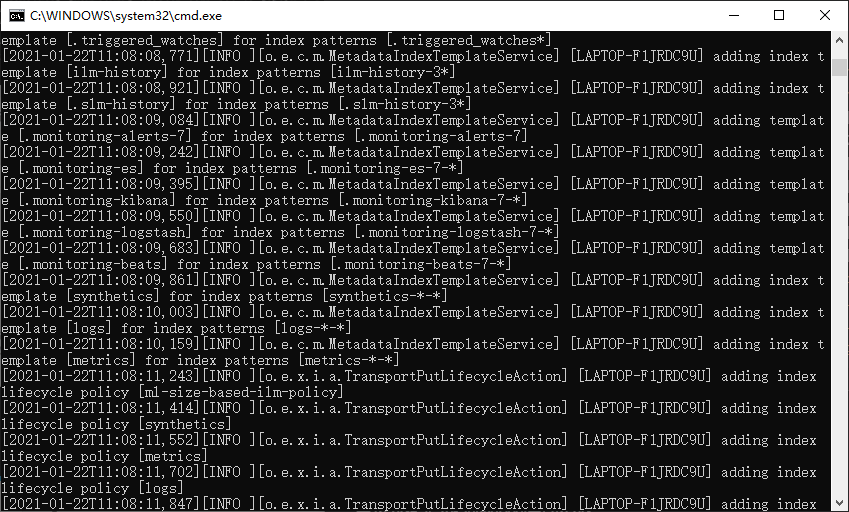 C:\WINDOWS\system32\cmd.exe
emplate [.triggered_watches] for index patterns [.triggered_watches*]
[2021-01-22T11:08:08,771][INFO ][o.e.c.m.MetadataIndexTemplateService] [LAPTOP-F1JRDC9U] adding index t
emplate [ilm-history] for index patterns [ilm-history-3*]
[2021-01-22T11:08:08,921][INFO ][o.e.c.m.MetadataIndexTemplateService] [LAPTOP-F1JRDC9U] adding index t
emplate [.slm-history] for index patterns [.slm-history-3*]
[2021-01-22T11:08:09,084][INFO ][o.e.c.m.MetadataIndexTemplateService] [LAPTOP-F1JRDC9U] adding templat
e [.monitoring-alerts-7] for index patterns [.monitoring-alerts-7]
[2021-01-22T11:08:09,242][INFO ][o.e.c.m.MetadataIndexTemplateService] [LAPTOP-F1JRDC9U] adding templat
e [.monitoring-es] for index patterns [.monitoring-es-7-*]
[2021-01-22T11:08:09,395][INFO ][o.e.c.m.MetadataIndexTemplateService] [LAPTOP-F1JRDC9U] adding templat
e [.monitoring-kibana] for index patterns [.monitoring-kibana-7-*]
[2021-01-22T11:08:09,550][INFO ][o.e.c.m.MetadataIndexTemplateService] [LAPTOP-F1JRDC9U] adding templat
e [.monitoring-logstash] for index patterns [.monitoring-logstash-7-*]
[2021-01-22T11:08:09,683][INFO ][o.e.c.m.MetadataIndexTemplateService] [LAPTOP-F1JRDC9U] adding templat
e [.monitoring-beats] for index patterns [.monitoring-beats-7-*]
[2021-01-22T11:08:09,861][INFO ][o.e.c.m.MetadataIndexTemplateService] [LAPTOP-F1JRDC9U] adding index t
emplate [synthetics] for index patterns [synthetics-*-*]
[2021-01-22T11:08:10,003][INFO ][o.e.c.m.MetadataIndexTemplateService] [LAPTOP-F1JRDC9U] adding index t
emplate [logs] for index patterns [logs-*-*]
[2021-01-22T11:08:10,159][INFO ][o.e.c.m.MetadataIndexTemplateService] [LAPTOP-F1JRDC9U] adding index t
emplate [metrics] for index patterns [metrics-*-*]
[2021-01-22T11:08:11,243][INFO ][o.e.x.i.a.TransportPutLifecycleAction] [LAPTOP-F1JRDC9U] adding index
lifecycle policy [ml-size-based-ilm-policy]
[2021-01-22T11:08:11,414][INFO ][o.e.x.i.a.TransportPutLifecycleAction] [LAPTOP-F1JRDC9U] adding index
lifecycle policy [synthetics]
[2021-01-22T11:08:11,552][INFO ][o.e.x.i.a.TransportPutLifecycleAction] [LAPTOP-F1JRDC9U] adding index
lifecycle policy [metrics]
[2021-01-22T11:08:11,702][INFO ][o.e.x.i.a.TransportPutLifecycleAction] [LAPTOP-F1JRDC9U] adding index
lifecycle policy [logs]
[2021-01-22T11:08:11,847][INFO ][o.e.x.i.a.TransportPutLifecycleAction] [LAPTOP-F1JRDC9U] adding index